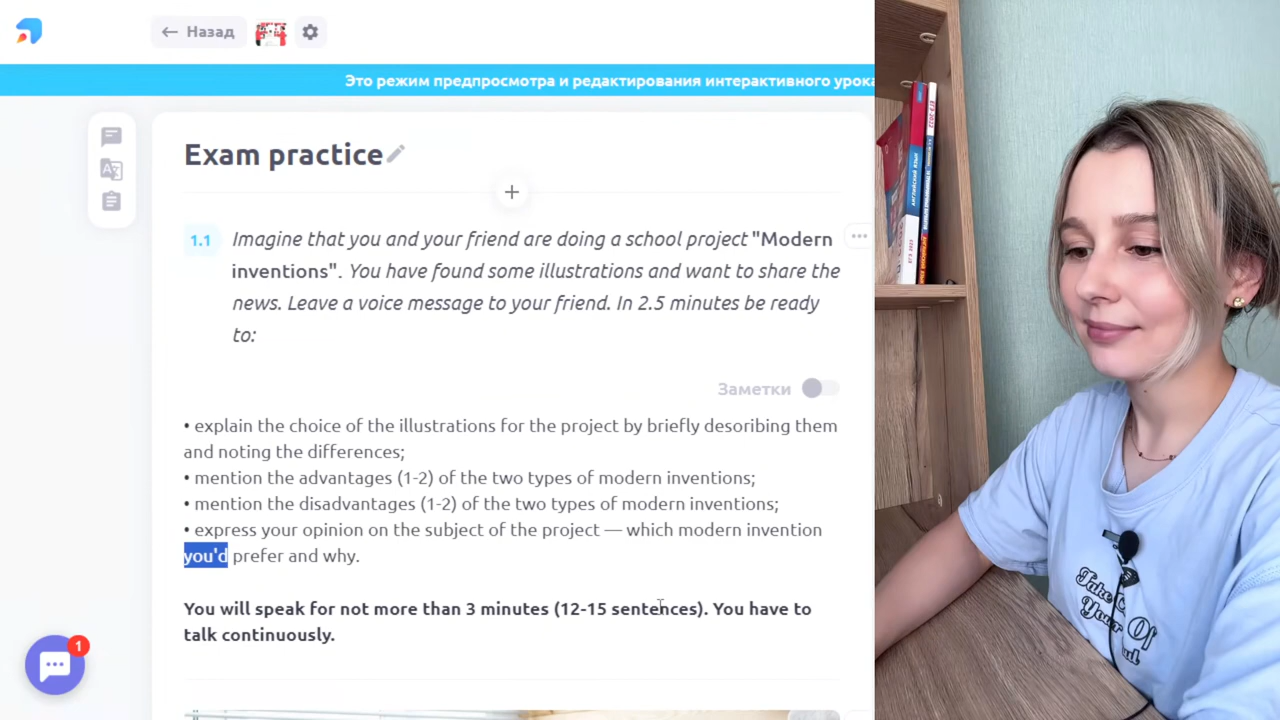 Назад
Это режим предпросмотра и редактирования интерактивного урока
Exam practice
1.1 Imagine that you and your friend are doing a school project "Modern
inventions". You have found some illustrations and want to share the
news. Leave a voice message to your friend. In 2.5 minutes be ready
to:
Заметки
• explain the choice of the illustrations for the project by briefly desoribing them
and noting the differences;
• mention the advantages (1-2) of the two types of modern inventions;
• mention the disadvantages (1-2) of the two types of modern inventions;
• express your opinion on the subject of the project — which modern invention
you'd prefer and why.
You will speak for not more than 3 minutes (12-15 sentences). You have to
talk continuously.
1
АНГЛИЙСКИЙ ЯЗЫК
Take
Of
Your